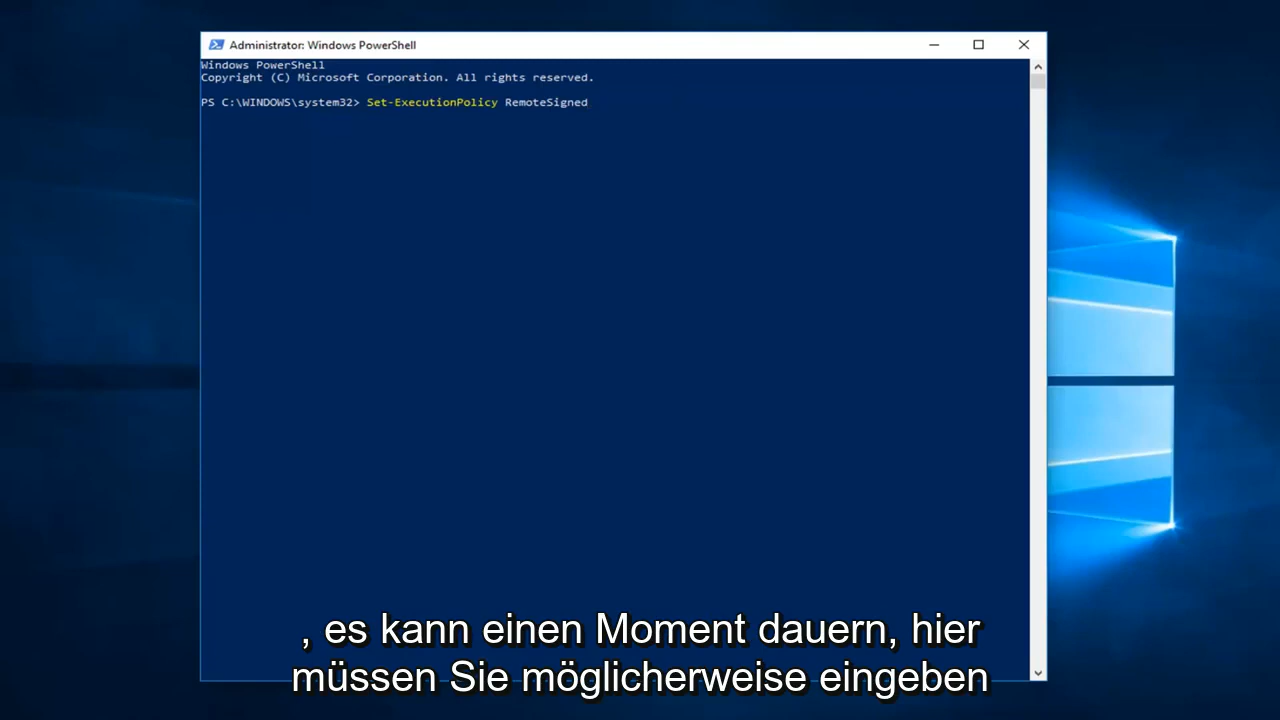 Administrator: Windows PowerShell
Windows PowerShell
Copyright (C) Microsoft Corporation. All rights reserved.
PS C:\WINDOWS\system32> Set-ExecutionPolicy RemoteSigned
, es kann einen Moment dauern, hier
müssen Sie möglicherweise eingeben